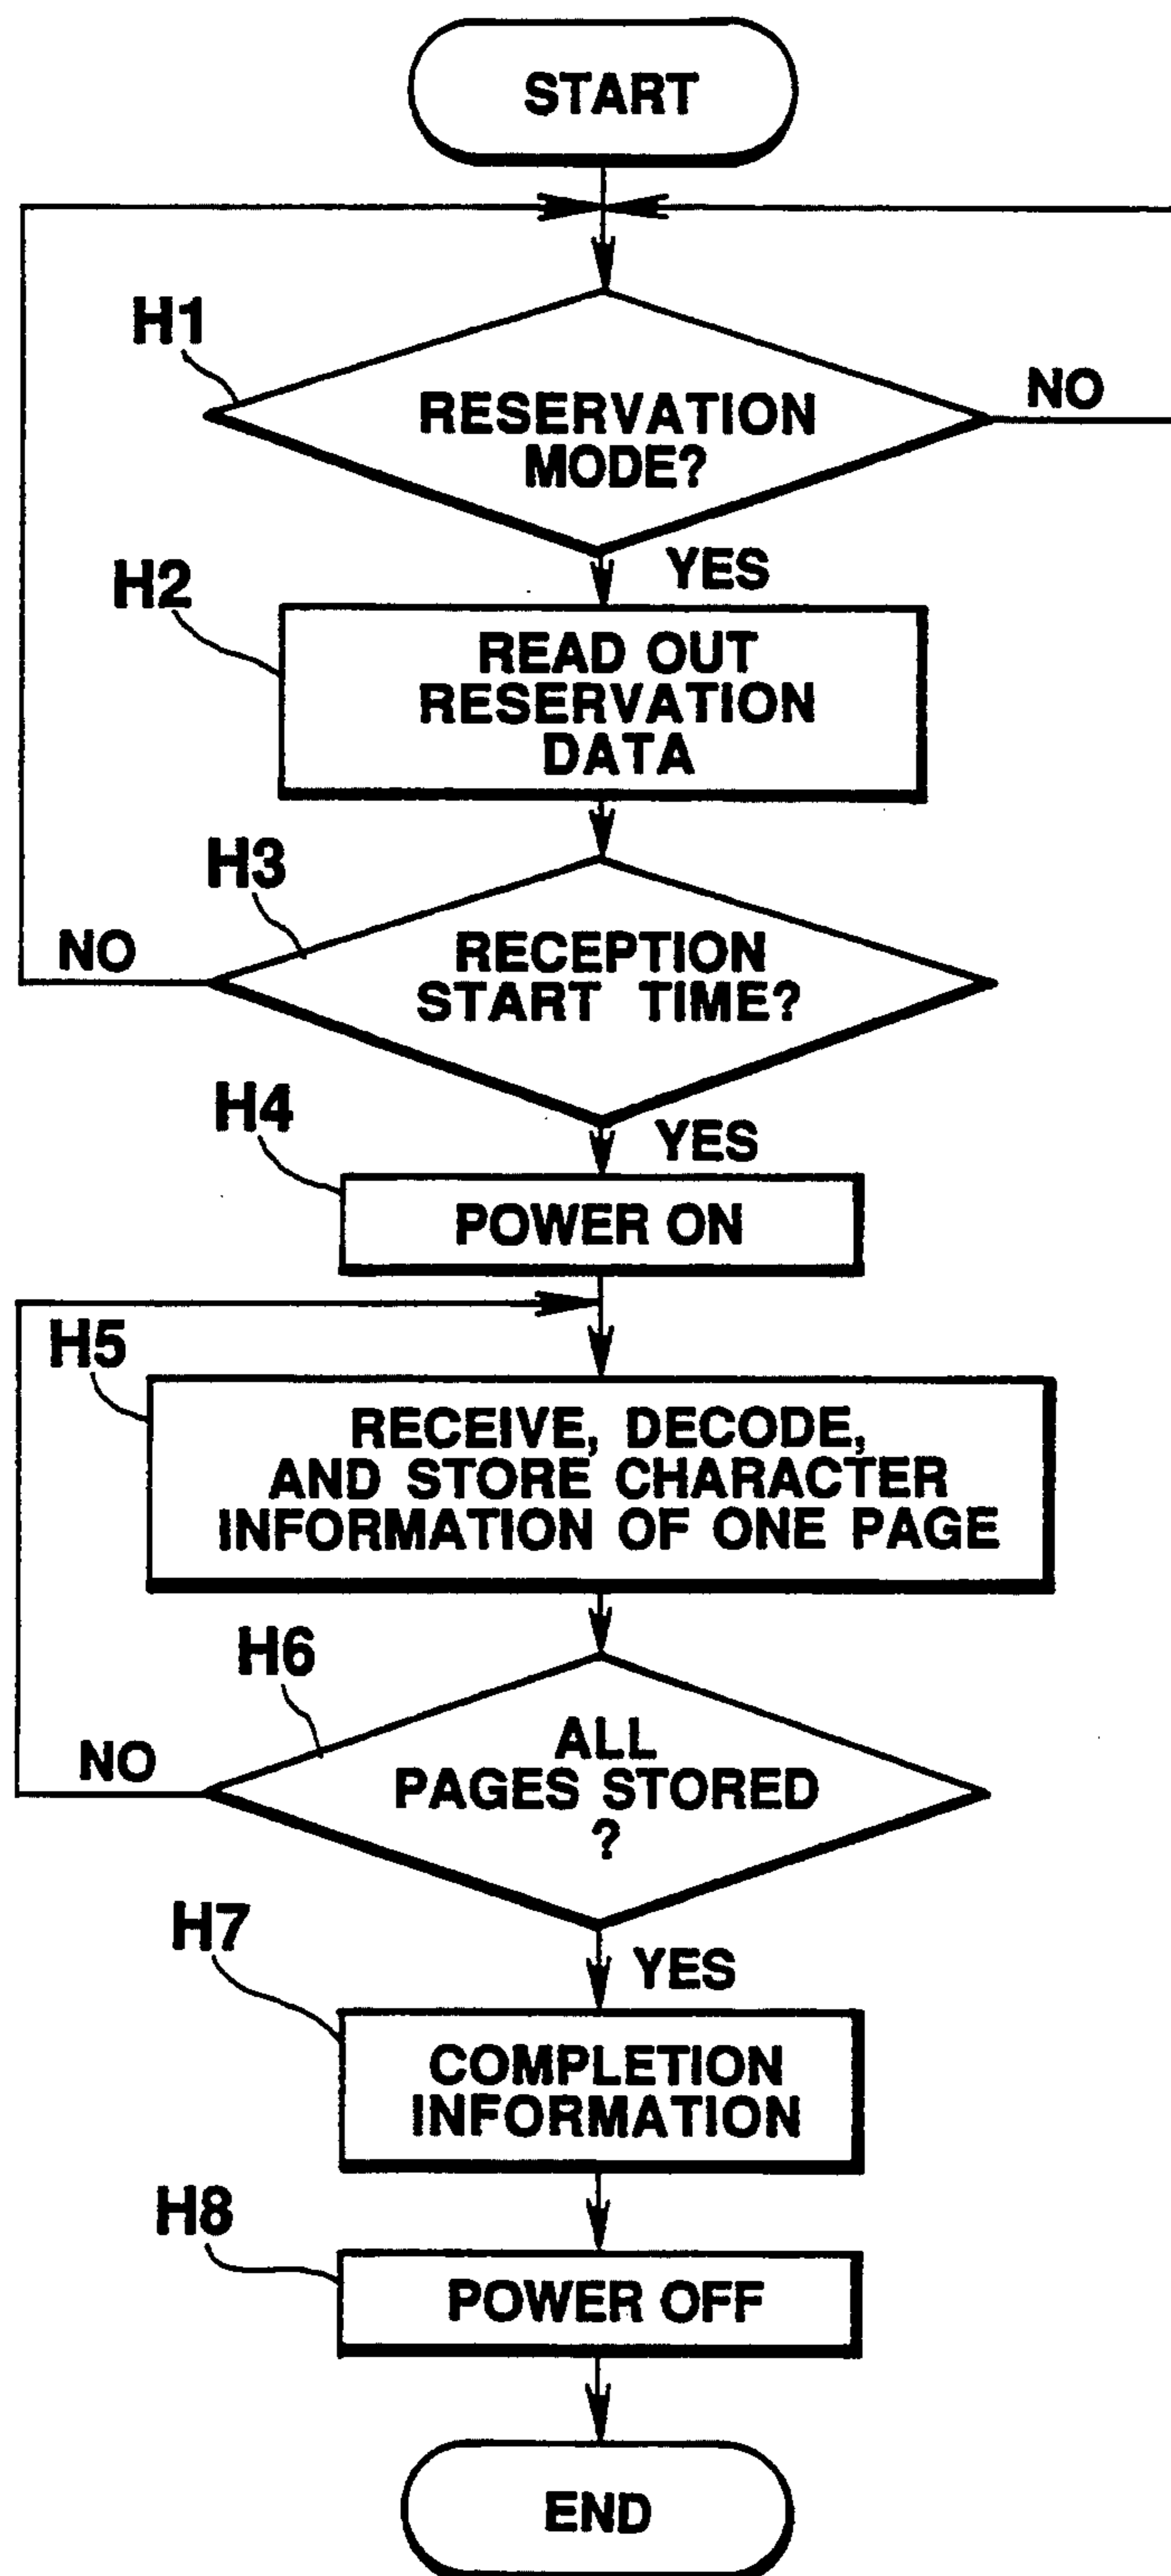 START
H1
RESERVATION
MODE?
NO
YES
H2
READ OUT
RESERVATION
DATA
H3
NO
RECEPTION
START TIME?
YES
H4
POWER ON
H5
RECEIVE, DECODE,
AND STORE CHARACTER
INFORMATION OF ONE PAGE
H6
NO
ALL
PAGES STORED
?
YES
H7
COMPLETION
INFORMATION
H8
POWER OFF
END